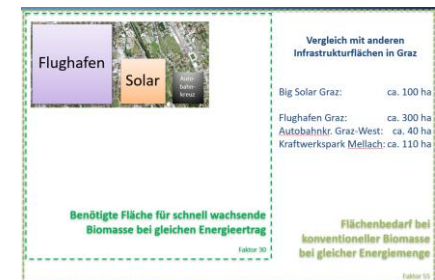 Flughafen
Solar
Auto-
bahn-
kreuz
Vergleich mit anderen
Infrastrukturflächen in Graz
Big Solar Graz: ca. 100 ha
Flughafen Graz: ca. 300 ha
Autobahnkr. Graz-West: ca. 40 ha
Kraftwerkspark Mellach: ca. 110 ha
Benötigte Fläche für schnell wachsende
Biomasse bei gleichen Energieertrag
Faktor 30
Flächenbedarf bei
konventioneller Biomasse
bei gleicher Energiemenge
Faktor 55